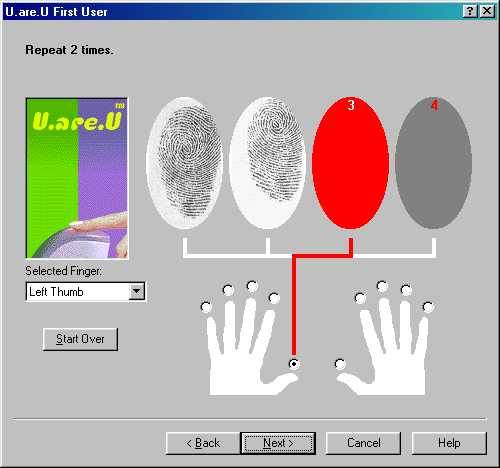 U.are.U First User
Repeat 2 times.
U.are.U™
3
4
Selected Finger:
Left Thumb
Start Over
< Back
Next >
Cancel
Help